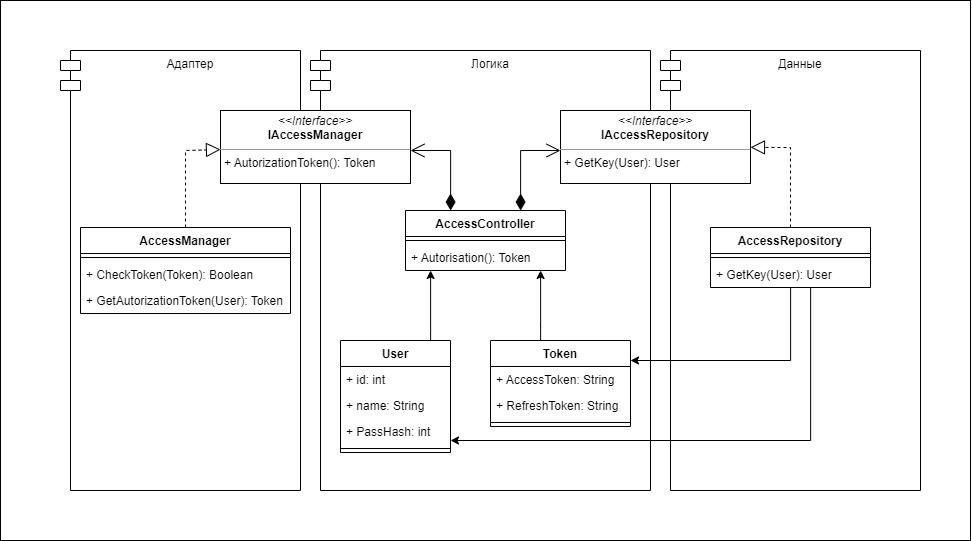 Адаптер
Логика
Данные
<<Interface>>
IAccessManager
+ AutorizationToken(): Token
<<Interface>>
IAccessRepository
+ GetKey(User): User
AccessController
+ Autorisation(): Token
AccessManager
+ CheckToken(Token): Boolean
+ GetAutorizationToken(User): Token
AccessRepository
+ GetKey(User): User
User
+ id: int
+ name: String
+ PassHash: int
Token
+ AccessToken: String
+ RefreshToken: String